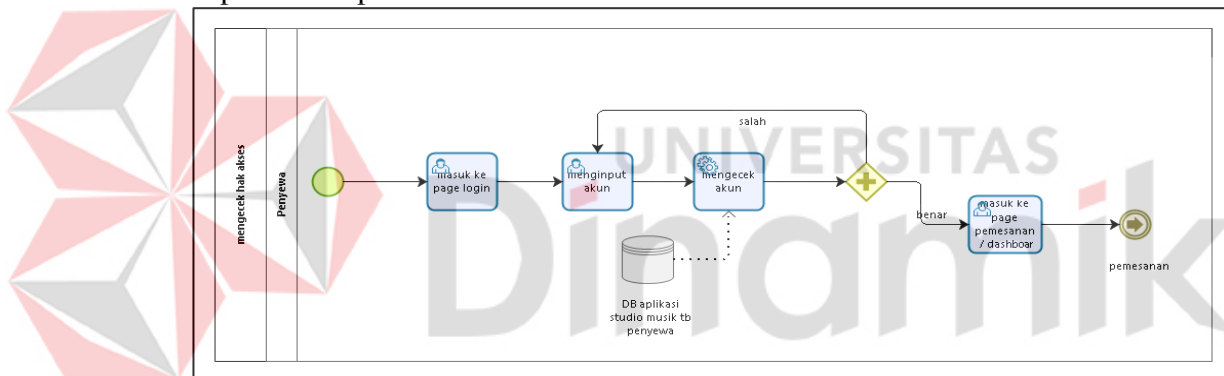 mengecek hak akses
Penyewa
masuk ke
page login
menginput
akun
mengecek
akun
salah
benar
masuk ke
page
pemesanan
/ dashboar
pemesanan
DB aplikasi
studio musik tb
penyewa
UNIVERSITAS
Dinamik